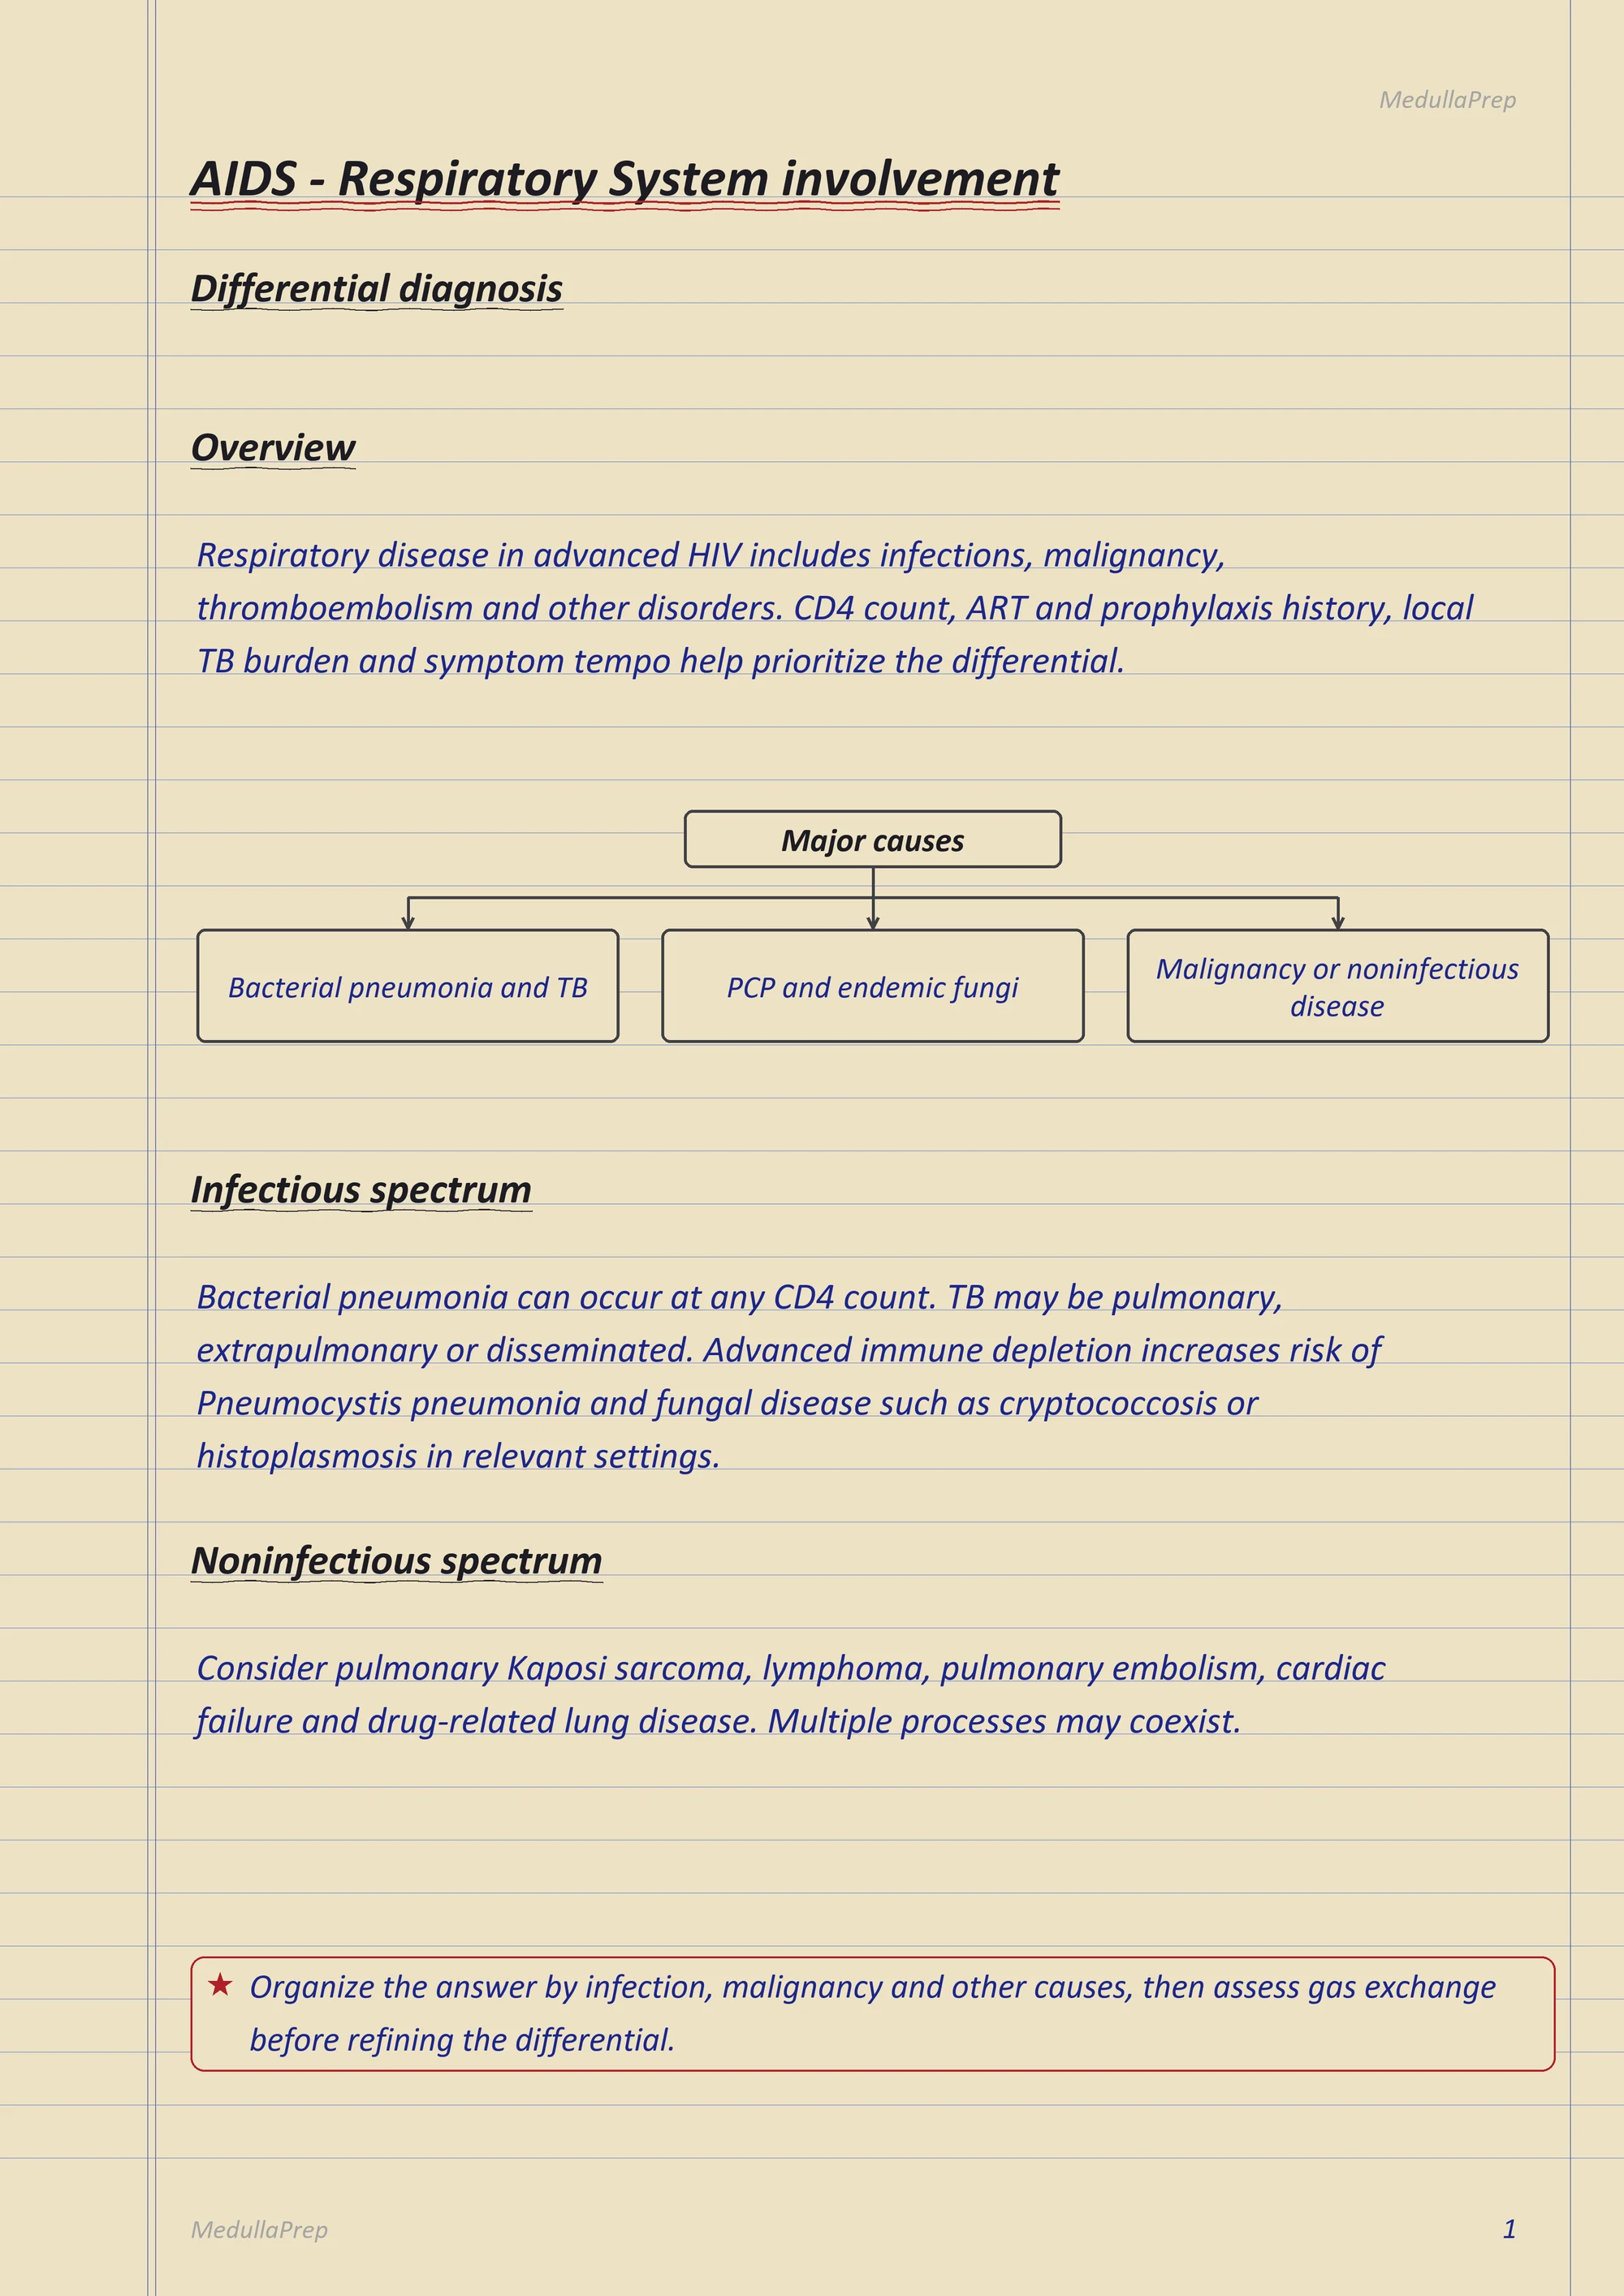 MedullaPrep
AIDS - Respiratory System involvement
Differential diagnosis
Overview
Respiratory disease in advanced HIV includes infections, malignancy,
thromboembolism and other disorders. CD4 count, ART and prophylaxis history, local
TB burden and symptom tempo help prioritize the differential.
Major causes
Bacterial pneumonia and TB
PCP and endemic fungi
Malignancy or noninfectious
disease
Infectious spectrum
Bacterial pneumonia can occur at any CD4 count. TB may be pulmonary,
extrapulmonary or disseminated. Advanced immune depletion increases risk of
Pneumocystis pneumonia and fungal disease such as cryptococcosis or
histoplasmosis in relevant settings.
Noninfectious spectrum
Consider pulmonary Kaposi sarcoma, lymphoma, pulmonary embolism, cardiac
failure and drug-related lung disease. Multiple processes may coexist.
★ Organize the answer by infection, malignancy and other causes, then assess gas exchange
before refining the differential.
MedullaPrep
1